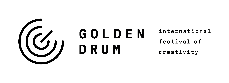 GOLDEN
DRUM
international
festival of
creativity